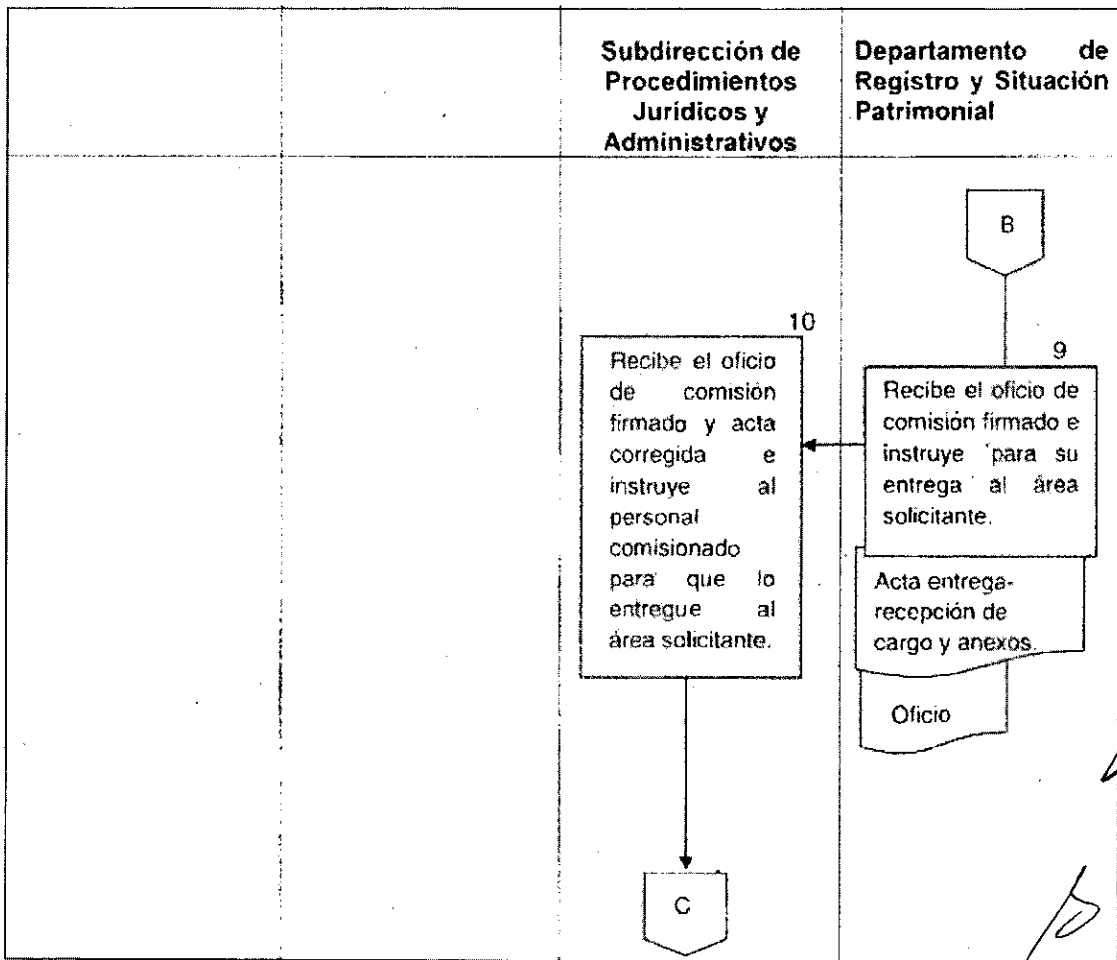 Subdirección de
Procedimientos
Jurídicos y
Administrativos
Departamento de
Registro y Situación
Patrimonial
B
9
Recibe el oficio de
comisión firmado e
instruye para su
entrega al área
solicitante.
Acta entrega-
recepción de
cargo y anexos.
Oficio
10
Recibe el oficio
de comisión
firmado y acta
corregida e
instruye al
personal
comisionado
para que lo
entregue al
área solicitante.
C